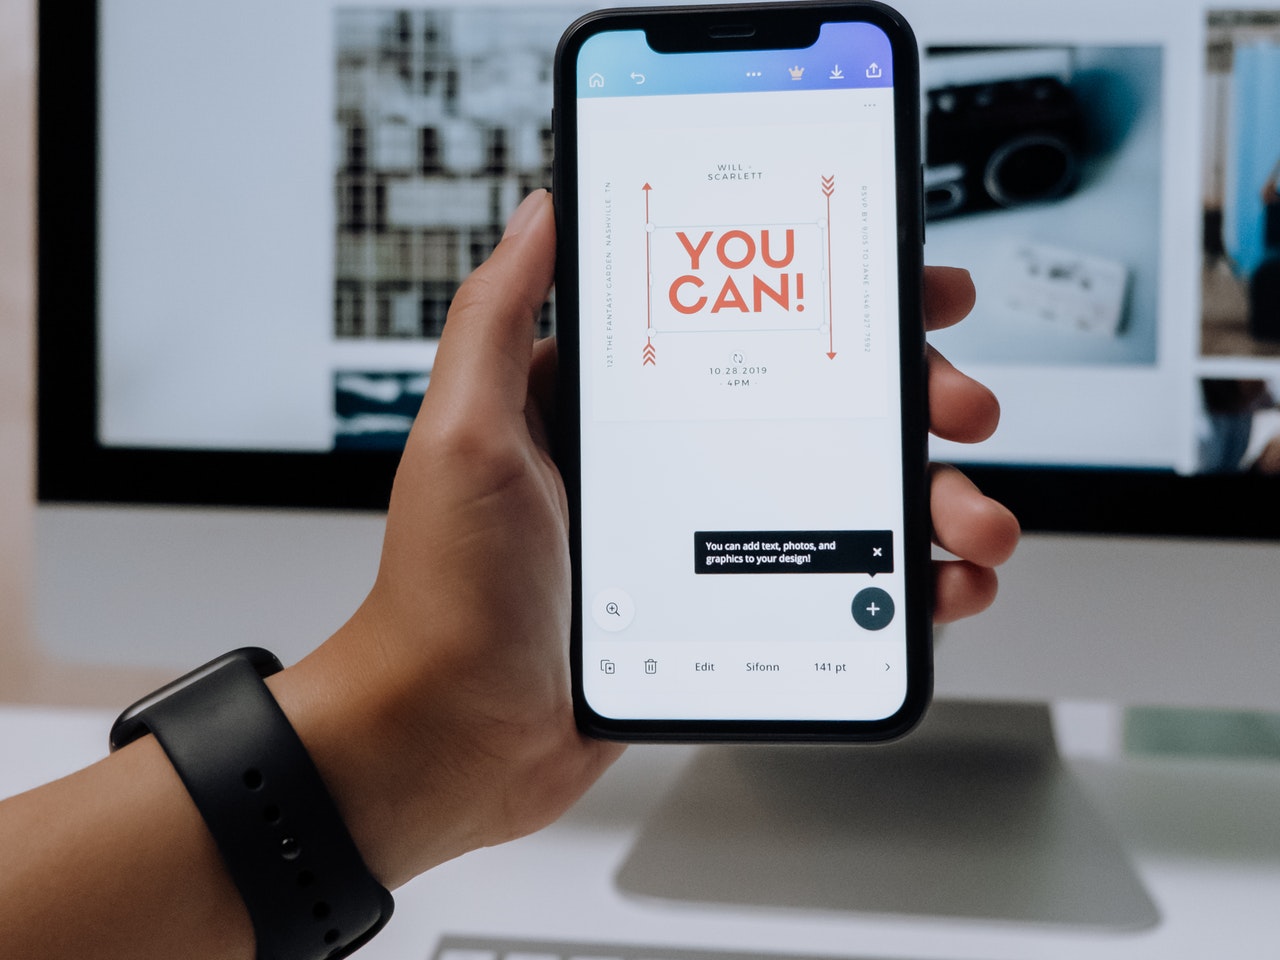 WILL -
SCARLETT
123 THE FANTASY GARDEN, NASHVILLE, TN
YOU
CAN!
RSVP BY 9/05 TO JANE -546 927 7592
10.28.2019
- 4PM -
You can add text, photos, and
graphics to your design!
Edit Sifonn 141 pt